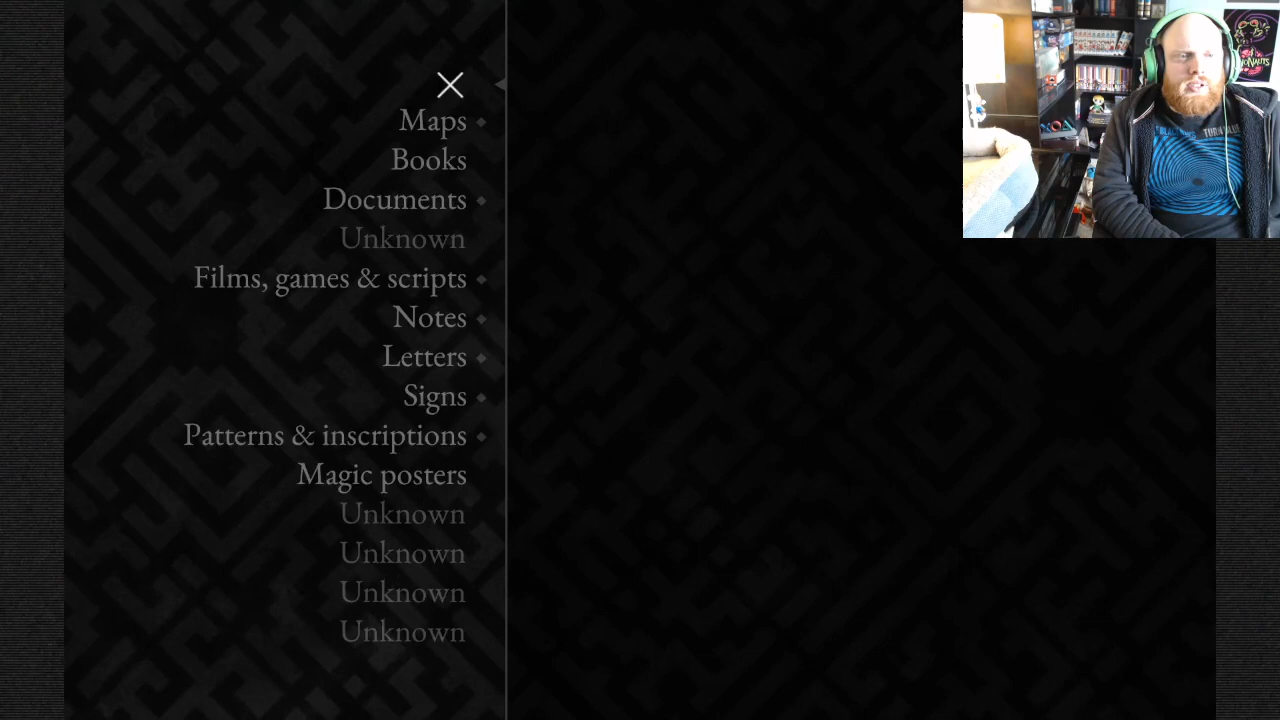 Maps
Books
Documents
Unknown
Films, games & scripts
Notes
Letters
Signs
Patterns & inscriptions
Magic posters
Unknown
Unknown
Unknown
Unknown